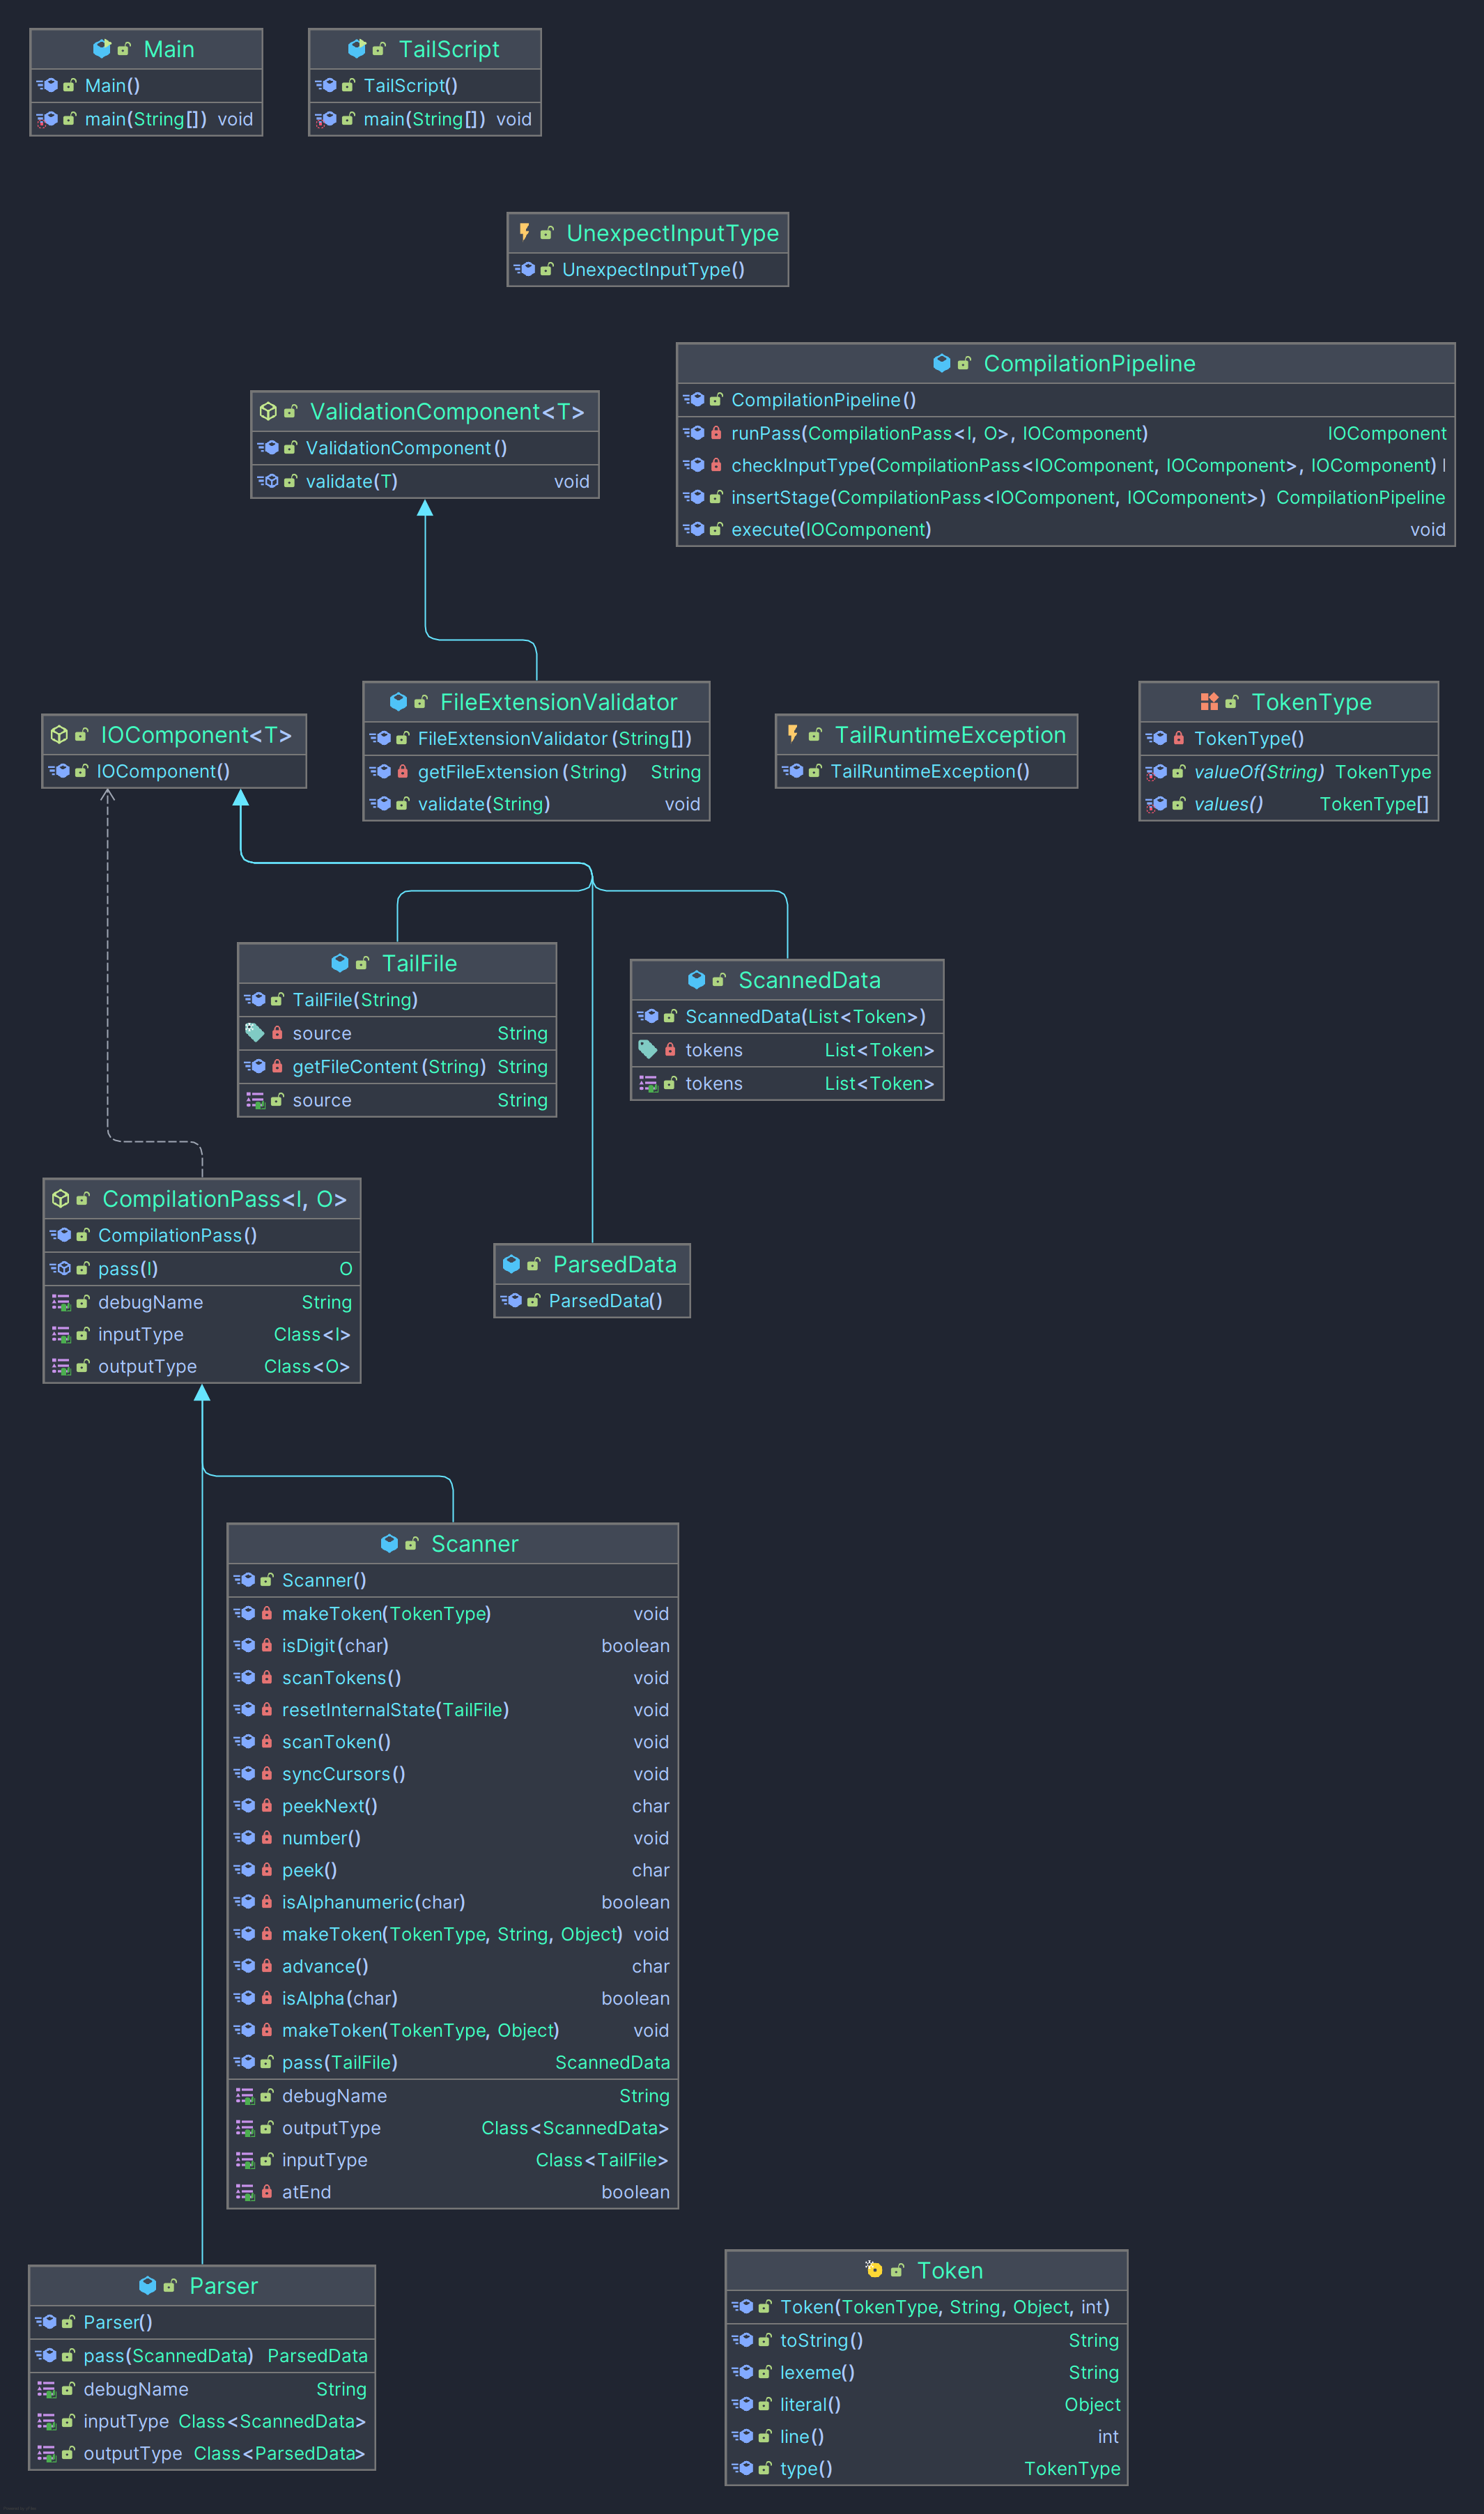 Main
Main()
main(String[]) void
TailScript
TailScript()
main(String[]) void
UnexpectInputType
UnexpectInputType()
CompilationPipeline
CompilationPipeline()
runPass(CompilationPass<I, O>, IOComponent) IOComponent
checkInputType(CompilationPass<IOComponent, IOComponent>, IOComponent)
insertStage(CompilationPass<IOComponent, IOComponent>) CompilationPipeline
execute(IOComponent) void
ValidationComponent<T>
ValidationComponent()
validate(T) void
FileExtensionValidator
FileExtensionValidator(String[])
getFileExtension(String) String
validate(String) void
IOComponent<T>
IOComponent()
TailRuntimeException
TailRuntimeException()
TokenType
TokenType()
valueOf(String) TokenType
values() TokenType[]
TailFile
TailFile(String)
source String
getFileContent(String) String
source String
ScannedData
ScannedData(List<Token>)
tokens List<Token>
tokens List<Token>
CompilationPass<I, O>
CompilationPass()
pass(I) O
debugName String
inputType Class<I>
outputType Class<O>
ParsedData
ParsedData()
Scanner
Scanner()
makeToken(TokenType) void
isDigit(char) boolean
scanTokens() void
resetInternalState(TailFile) void
scanToken() void
syncCursors() void
peekNext() char
number() void
peek() char
isAlphanumeric(char) boolean
makeToken(TokenType, String, Object) void
advance() char
isAlpha(char) boolean
makeToken(TokenType, Object) void
pass(TailFile) ScannedData
debugName String
outputType Class<ScannedData>
inputType Class<TailFile>
atEnd boolean
Parser
Parser()
pass(ScannedData) ParsedData
debugName String
inputType Class<ScannedData>
outputType Class<ParsedData>
Token
Token(TokenType, String, Object, int)
toString() String
lexeme() String
literal() Object
line() int
type() TokenType